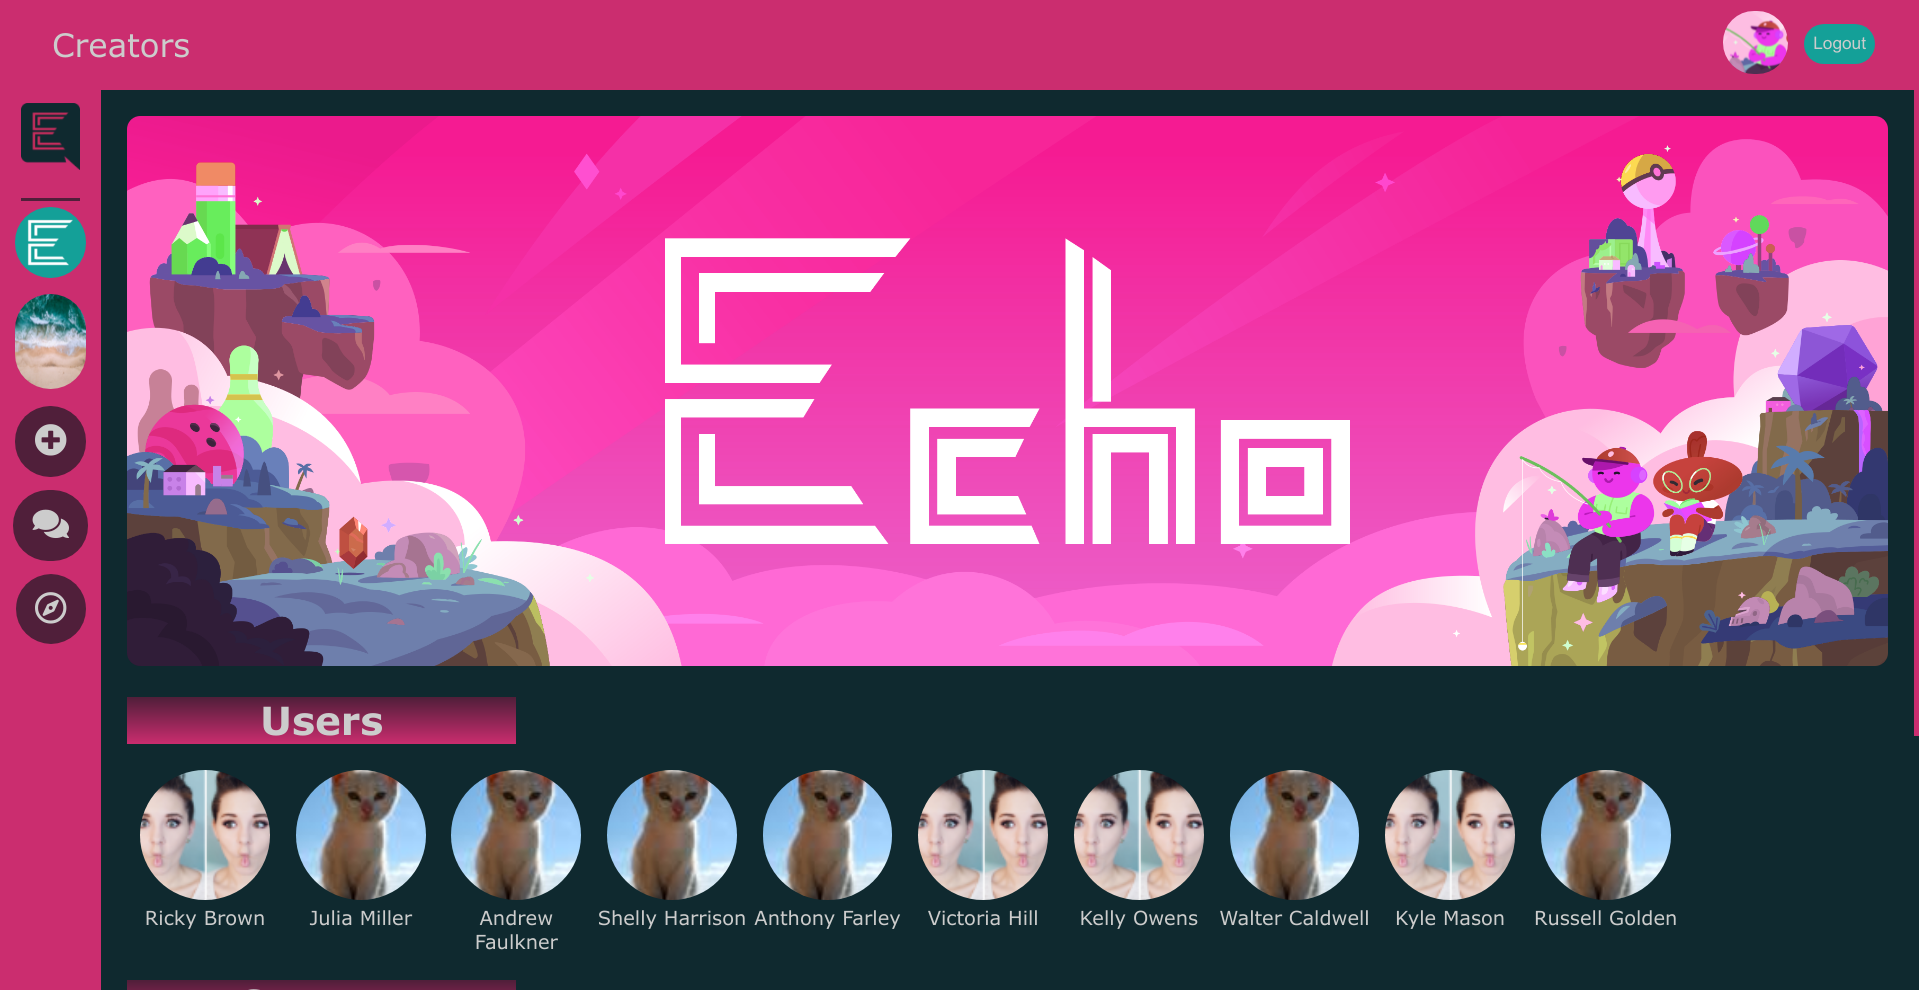 Creators
Logout
E
E
Echo
Users
Ricky Brown
Julia Miller
Andrew
Faulkner
Shelly Harrison
Anthony Farley
Victoria Hill
Kelly Owens
Walter Caldwell
Kyle Mason
Russell Golden